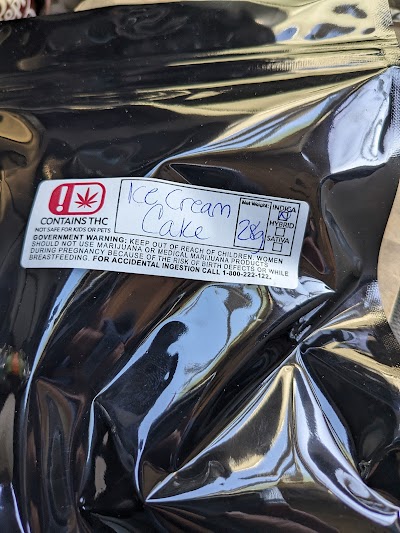 !
CONTAINS THC
NOT SAFE FOR KIDS OR PETS
Ice Cream
Cake
Net Weight:
28g
INDICA
HYBRID
SATIVA
GOVERNMENT WARNING: KEEP OUT OF REACH OF CHILDREN. WOMEN
SHOULD NOT USE MARIJUANA OR MEDICAL MARIJUANA PRODUCTS
DURING PREGNANCY BECAUSE OF THE RISK OF BIRTH DEFECTS OR WHILE
BREASTFEEDING. FOR ACCIDENTAL INGESTION CALL 1-800-222-122.